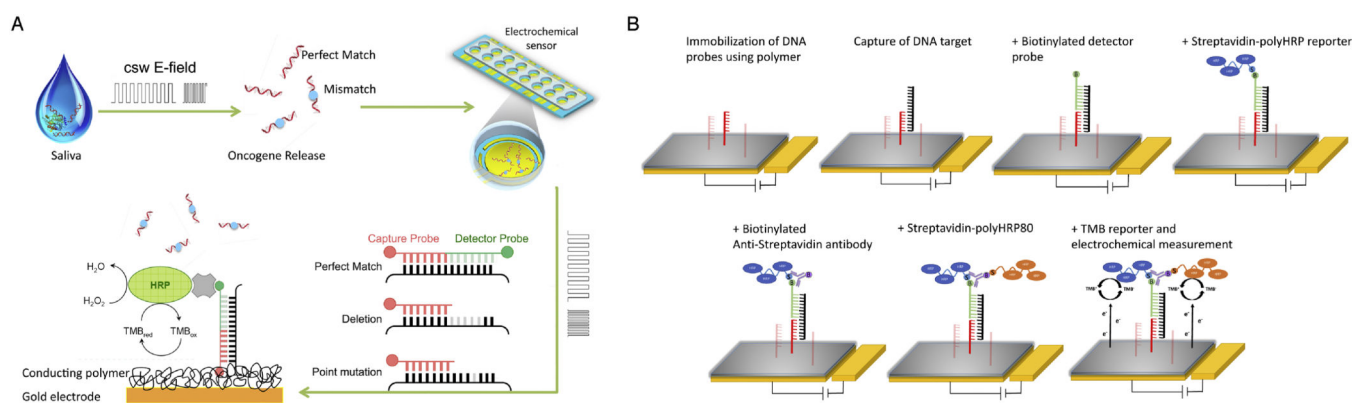 A
csw E-field
Saliva
Perfect Match
Mismatch
Oncogene Release
Electrochemical
sensor
Capture Probe
Detector Probe
Perfect Match
Deletion
Point mutation
H2O
H2O2
HRP
TMBred
TMBox
Conducting polymer
Gold electrode
B
Immobilization of DNA
probes using polymer
Capture of DNA target
+ Biotinylated detector
probe
+ Streptavidin-polyHRP reporter
+ Biotinylated
Anti-Streptavidin antibody
+ Streptavidin-polyHRP80
+ TMB reporter and
electrochemical measurement